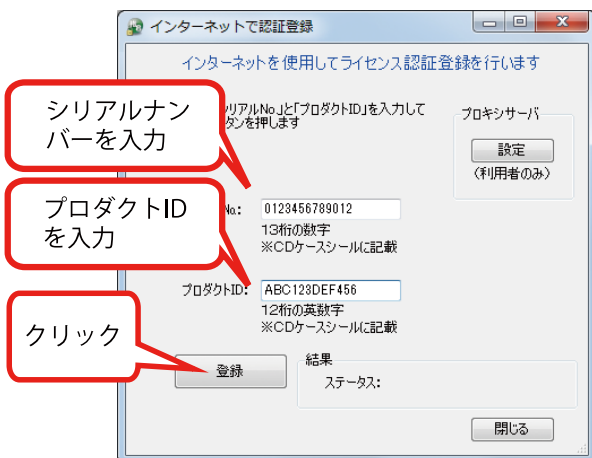 インターネットで認証登録
インターネットを使用してライセンス認証登録を行います
シリアルナン
バーを入力
リアルNo.」と「プロダクトID」を入力して
タンを押します
プロキシサーバ
設定
(利用者のみ)
プロダクトID
を入力
No.:
0123456789012
13桁の数字
※CDケースシールに記載
プロダクトID:
ABC123DEF456
12桁の英数字
※CDケースシールに記載
クリック
登録
結果
ステータス:
閉じる